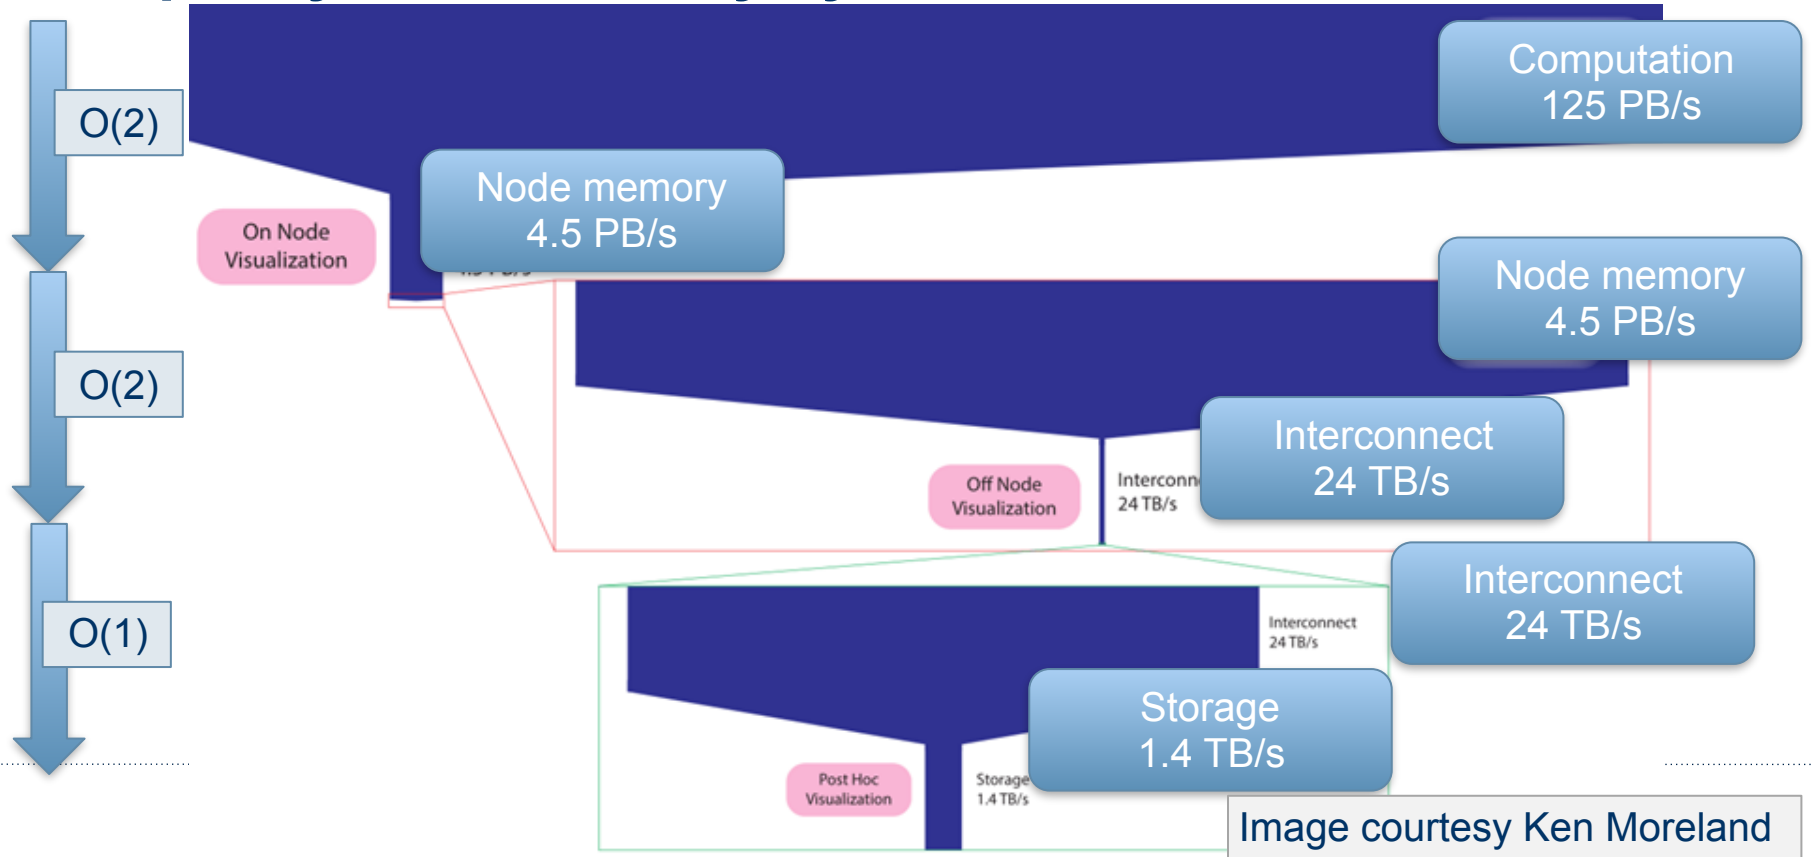 Computation
125 PB/s
O(2)
Node memory
4.5 PB/s
On Node
Visualization
Node memory
4.5 PB/s
O(2)
Interconnect
24 TB/s
Off Node
Visualization
24 TB/s
Interconnect
24 TB/s
O(1)
Interconnect
24 TB/s
Storage
1.4 TB/s
Post Hoc
Visualization
Storage
1.4 TB/s
Image courtesy Ken Moreland